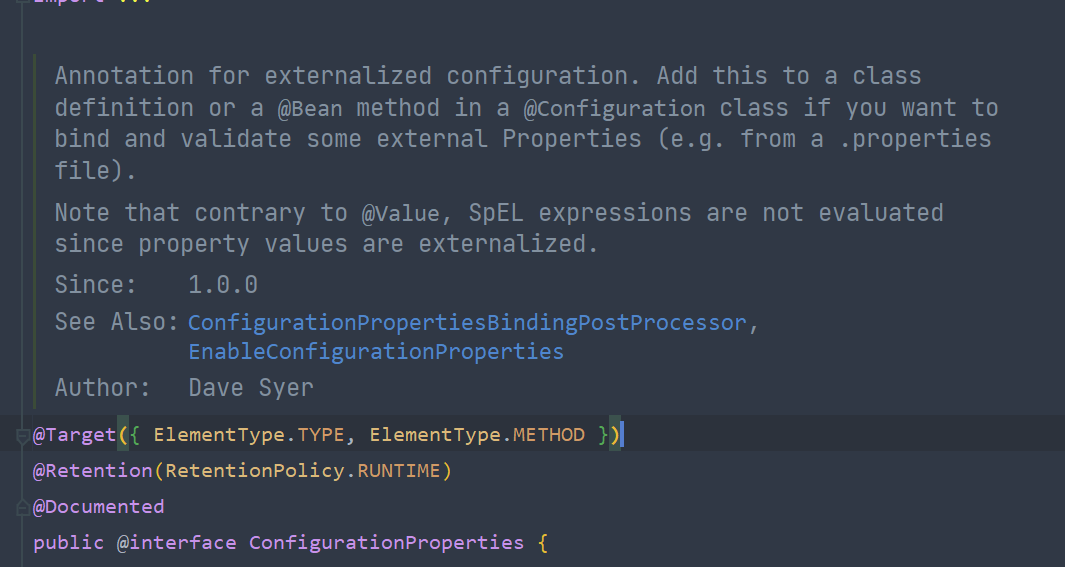 import ...
Annotation for externalized configuration. Add this to a class
definition or a @Bean method in a @Configuration class if you want to
bind and validate some external Properties (e.g. from a .properties
file).
Note that contrary to @Value, SpEL expressions are not evaluated
since property values are externalized.
Since: 1.0.0
See Also: ConfigurationPropertiesBindingPostProcessor,
EnableConfigurationProperties
Author: Dave Syer
@Target({ ElementType.TYPE, ElementType.METHOD })
@Retention(RetentionPolicy.RUNTIME)
@Documented
public @interface ConfigurationProperties {